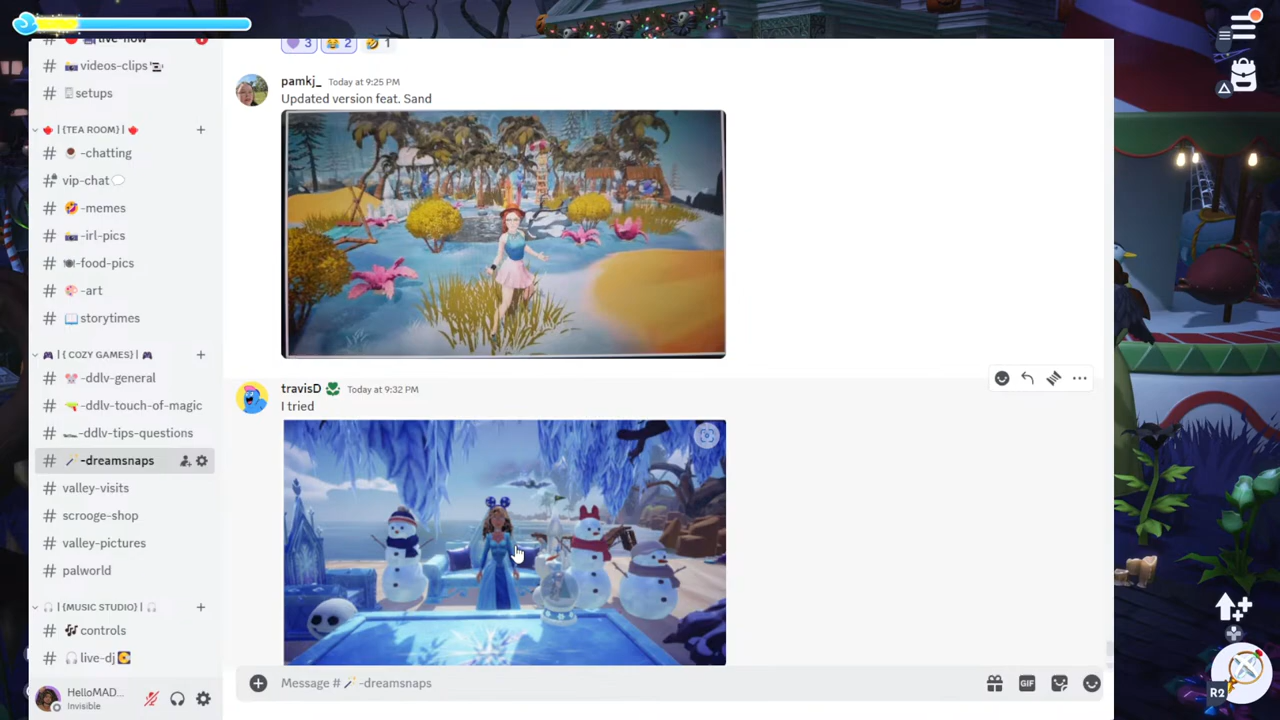 live-now
videos-clips
setups
| {TEA ROOM} |
-chatting
vip-chat
-memes
-irl-pics
-food-pics
-art
storytimes
| { COZY GAMES} |
-ddlv-general
-ddlv-touch-of-magic
-ddlv-tips-questions
-dreamsnaps
valley-visits
scrooge-shop
valley-pictures
palworld
| {MUSIC STUDIO} |
controls
live-dj
HelloMAD...
Invisible
3 2 1
pamkj_ Today at 9:25 PM
Updated version feat. Sand
travisD Today at 9:32 PM
I tried
Message # -dreamsnaps
GIF
R2